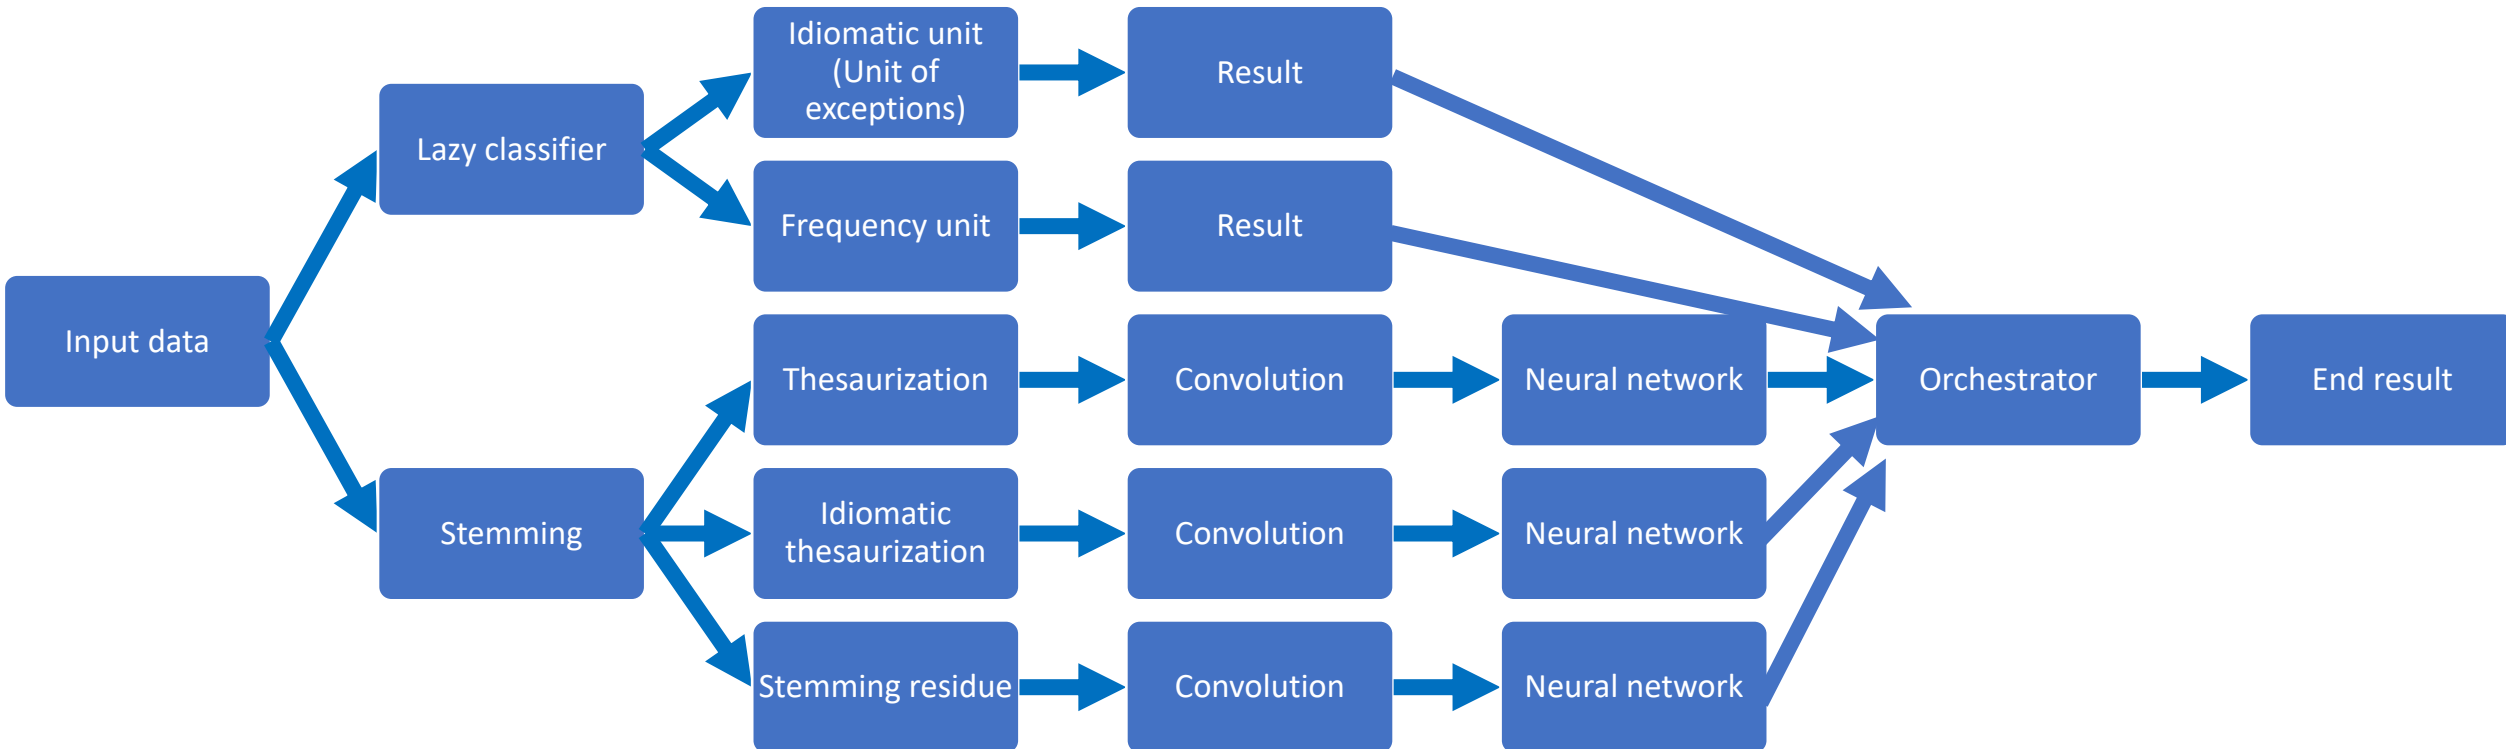 Input data
Lazy classifier
Idiomatic unit
(Unit of
exceptions)
Result
Frequency unit
Result
Stemming
Thesaurization
Convolution
Neural network
Idiomatic
thesaurization
Convolution
Neural network
Stemming residue
Convolution
Neural network
Orchestrator
End result